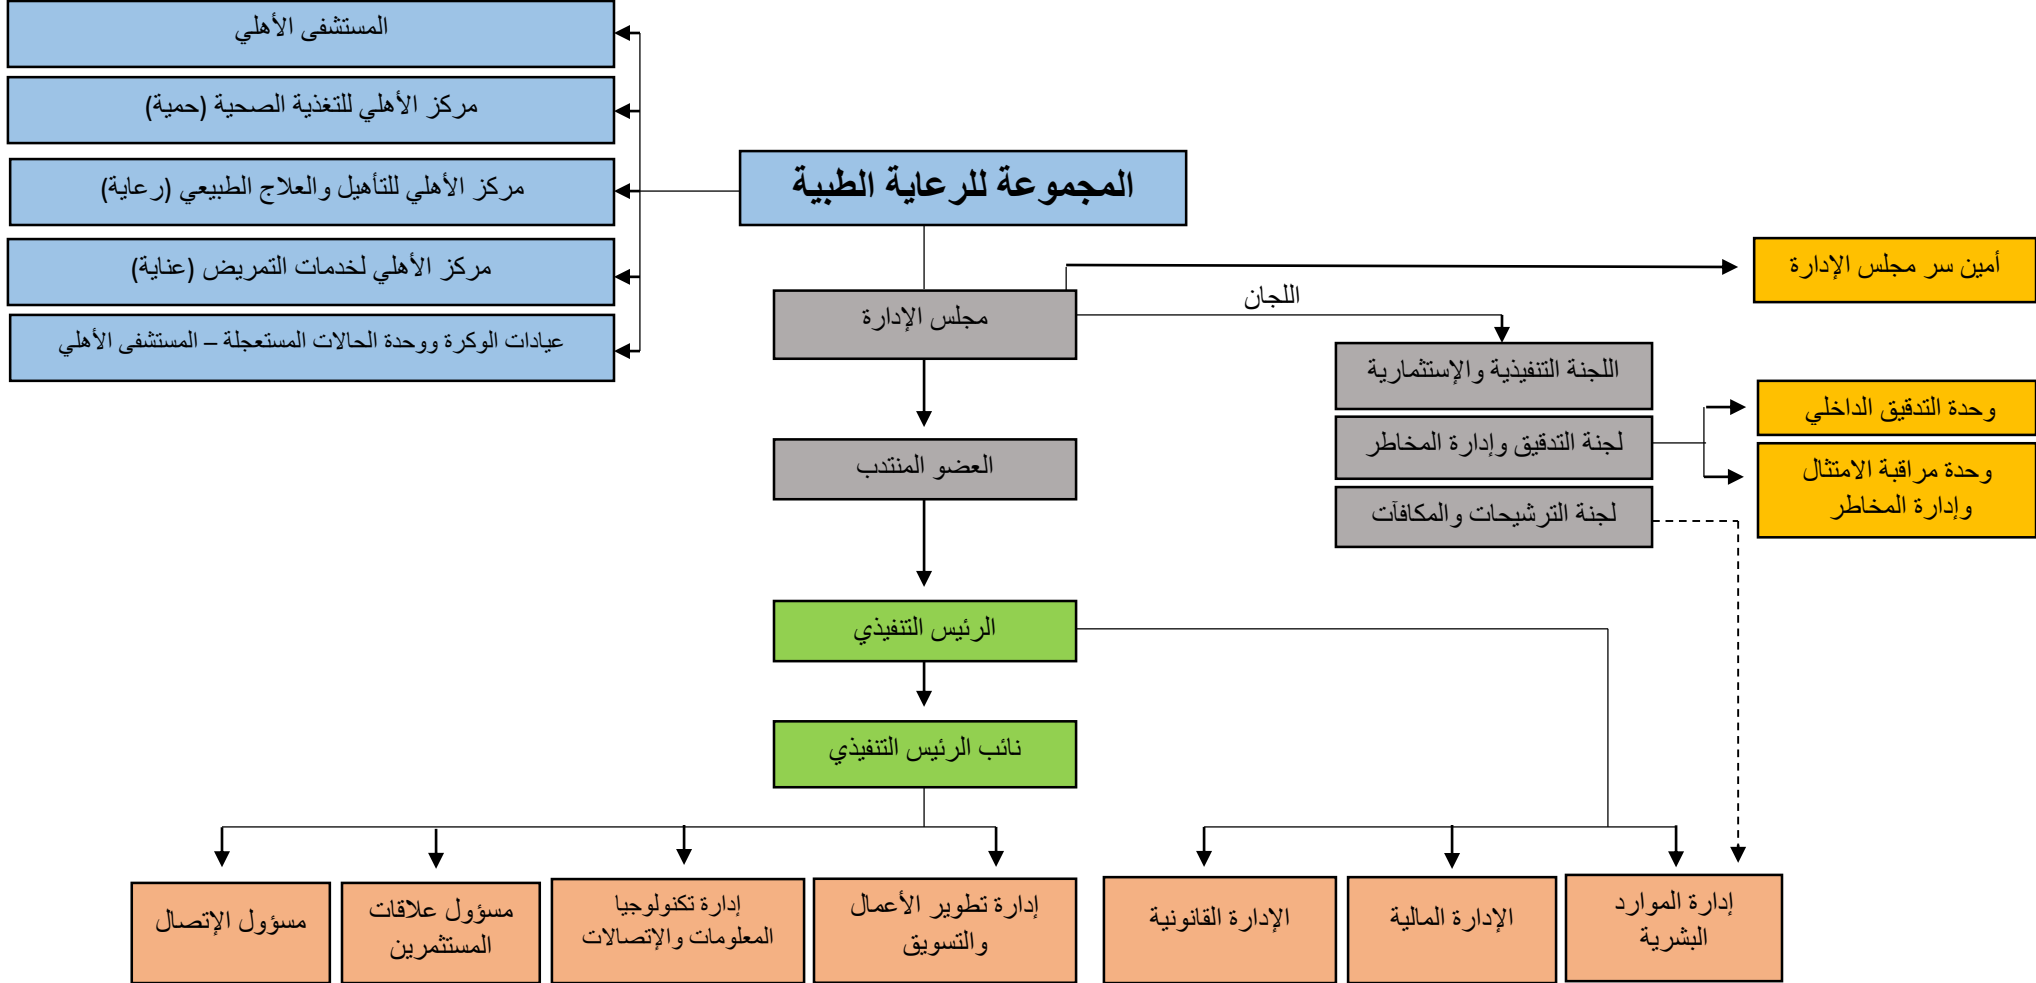 المجموعة للرعاية الطبية
المستشفى الأهلي
مركز الأهلي للتغذية الصحية (حمية)
مركز الأهلي للتأهيل والعلاج الطبيعي (رعاية)
مركز الأهلي لخدمات التمريض (عناية)
عيادات الوكرة ووحدة الحالات المستعجلة – المستشفى الأهلي
أمين سر مجلس الإدارة
مجلس الإدارة
اللجان
اللجنة التنفيذية والإستثمارية
لجنة التدقيق وإدارة المخاطر
لجنة الترشيحات والمكافآت
وحدة التدقيق الداخلي
وحدة مراقبة الامتثال
وإدارة المخاطر
العضو المنتدب
الرئيس التنفيذي
نائب الرئيس التنفيذي
إدارة الموارد
البشرية
الإدارة المالية
الإدارة القانونية
إدارة تطوير الأعمال
والتسويق
إدارة تكنولوجيا
المعلومات والإتصالات
مسؤول علاقات
المستثمرين
مسؤول الإتصال